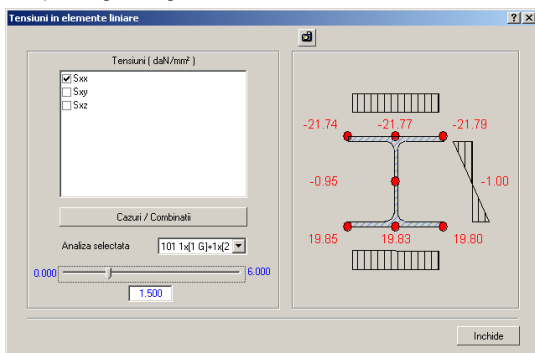 Tensiuni in elemente liniare
Tensiuni ( daN/mm² )
Sxx
Sxy
Sxz
Cazuri / Combinatii
Analiza selectata
101 1x[1 G]+1x[2
0.000
6.000
1.500
-21.74 -21.77 -21.79
-0.95 -1.00
19.85 19.83 19.80
Inchide